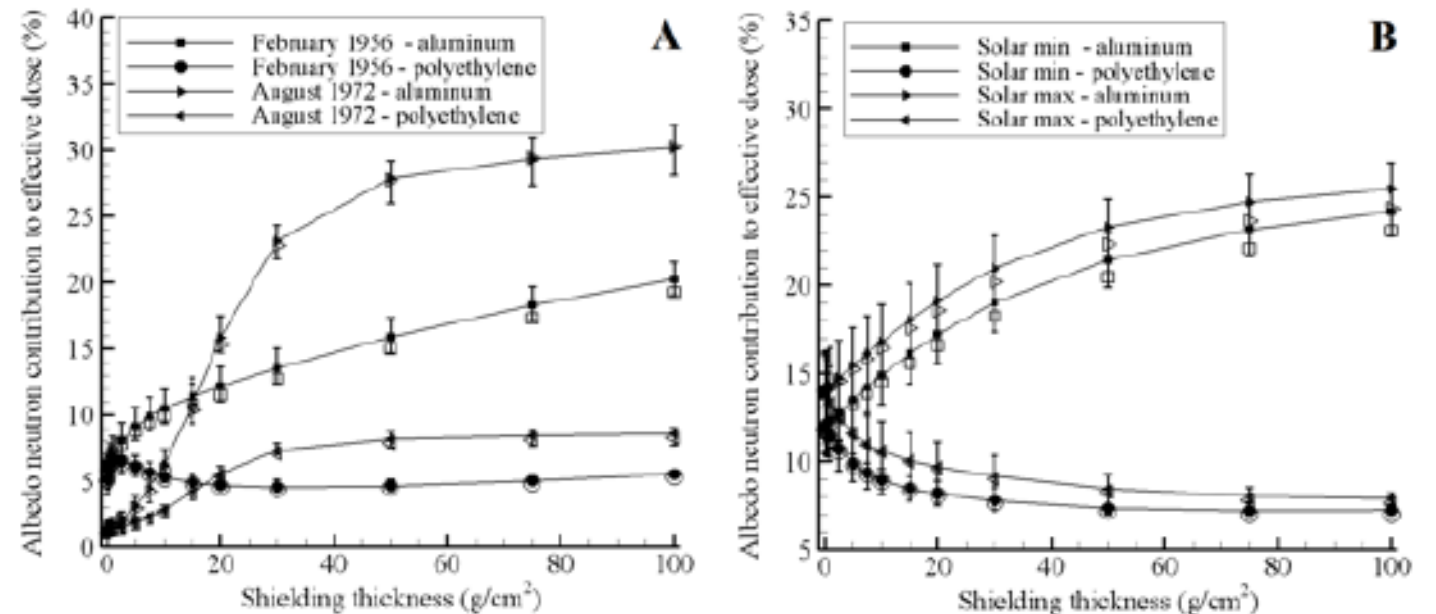 A
February 1956 - aluminum
February 1956 - polyethylene
August 1972 - aluminum
August 1972 - polyethylene
Albedo neutron contribution to effective dose (%)
40
35
30
25
20
15
10
5
0
0 20 40 60 80 100
Shielding thickness (g/cm²)
B
Solar min - aluminum
Solar min - polyethylene
Solar max - aluminum
Solar max - polyethylene
Albedo neutron contribution to effective dose (%)
35
30
25
20
15
10
5
0 20 40 60 80 100
Shielding thickness (g/cm²)